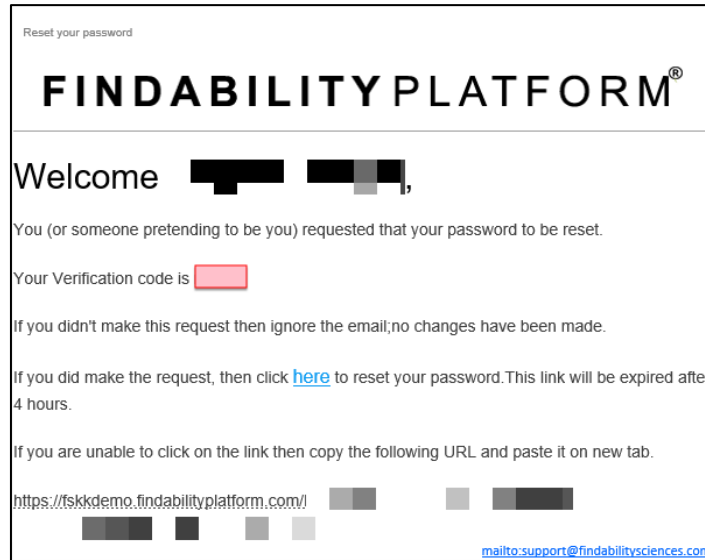 Reset your password
FINDABILITYPLATFORM®
Welcome ,
You (or someone pretending to be you) requested that your password to be reset.
Your Verification code is
If you didn't make this request then ignore the email;no changes have been made.
If you did make the request, then click here to reset your password.This link will be expired afte
4 hours.
If you are unable to click on the link then copy the following URL and paste it on new tab.
https://fskkdemo.findabilityplatform.com/
mailto:support@findabilitysciences.com